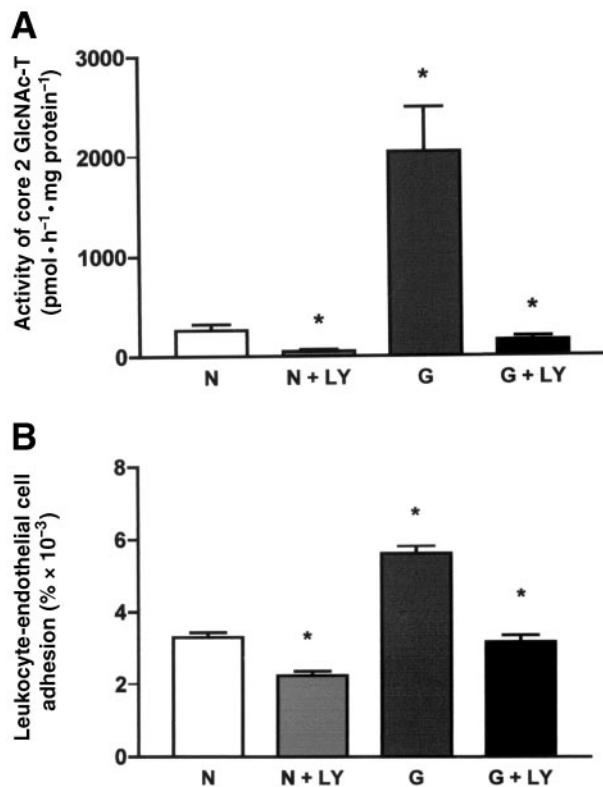 A
Activity of core 2 GlcNAc-T
(pmol · h⁻¹ · mg protein⁻¹)
3000
2000
1000
0
*
*
*
N
N + LY
G
G + LY
B
Leukocyte-endothelial cell
adhesion (% × 10⁻³)
8
6
4
2
0
*
*
*
N
N + LY
G
G + LY